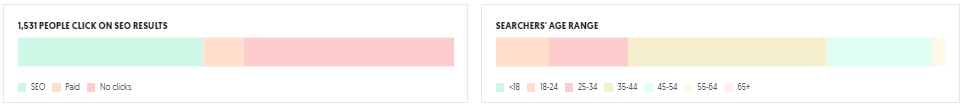 1,531 PEOPLE CLICK ON SEO RESULTS
SEO Paid No clicks
SEARCHERS' AGE RANGE
<18 18-24 25-34 35-44 45-54 55-64 65+